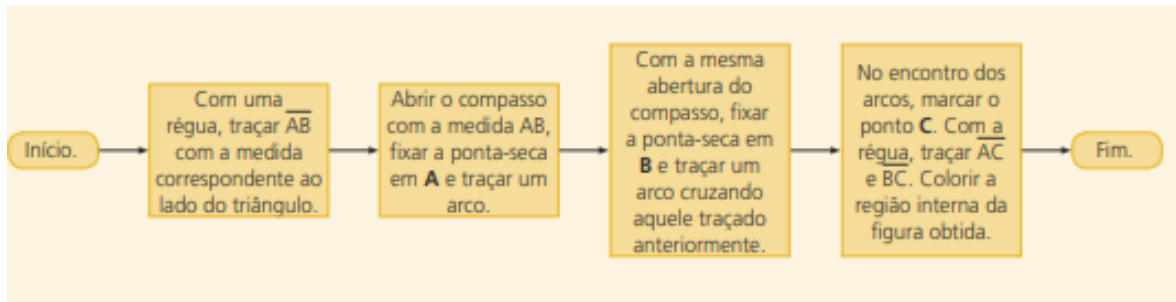 Início.
Com uma
régua, traçar AB
com a medida
correspondente ao
lado do triângulo.
Abrir o compasso
com a medida AB,
fixar a ponta-seca
em A e traçar um
arco.
Com a mesma
abertura do
compasso, fixar
a ponta-seca em
B e traçar um
arco cruzando
aquele traçado
anteriormente.
No encontro dos
arcos, marcar o
ponto C. Com a
régua, traçar AC
e BC. Colorir a
região interna da
figura obtida.
Fim.